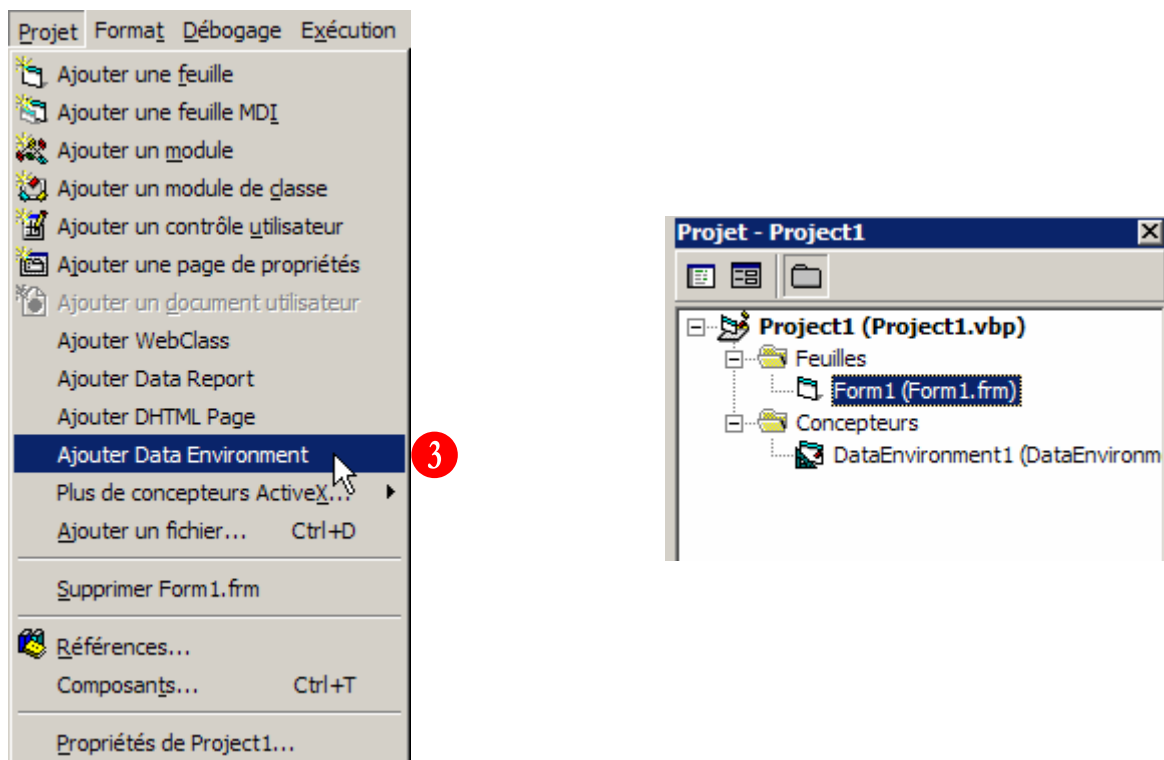 Projet Format Débogage Exécution
Ajouter une feuille
Ajouter une feuille MDI
Ajouter un module
Ajouter un module de classe
Ajouter un contrôle utilisateur
Ajouter une page de propriétés
Ajouter un document utilisateur
Ajouter WebClass
Ajouter Data Report
Ajouter DHTML Page
Ajouter Data Environment
3
Plus de concepteurs ActiveX...
Ajouter un fichier... Ctrl+D
Supprimer Form1.frm
Références...
Composants... Ctrl+T
Propriétés de Project1...
Projet - Project1
Project1 (Project1.vbp)
Feuilles
Form1 (Form1.frm)
Concepteurs
DataEnvironment1 (DataEnvironm